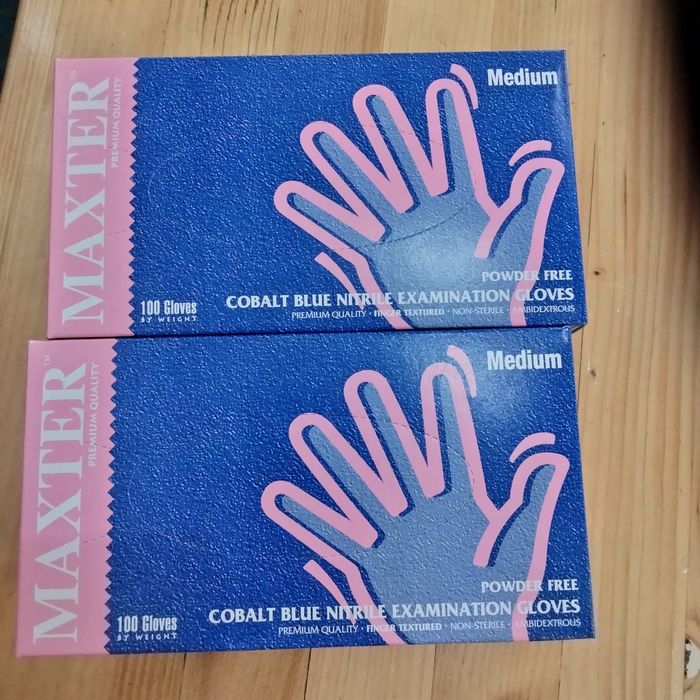 MAXTER™
PREMIUM QUALITY
Medium
POWDER FREE
100 Gloves
BY WEIGHT
COBALT BLUE NITRILE EXAMINATION GLOVES
PREMIUM QUALITY · FINGER TEXTURED · NON-STERILE · AMBIDEXTROUS
MAXTER™
PREMIUM QUALITY
Medium
POWDER FREE
100 Gloves
BY WEIGHT
COBALT BLUE NITRILE EXAMINATION GLOVES
PREMIUM QUALITY · FINGER TEXTURED · NON-STERILE · AMBIDEXTROUS